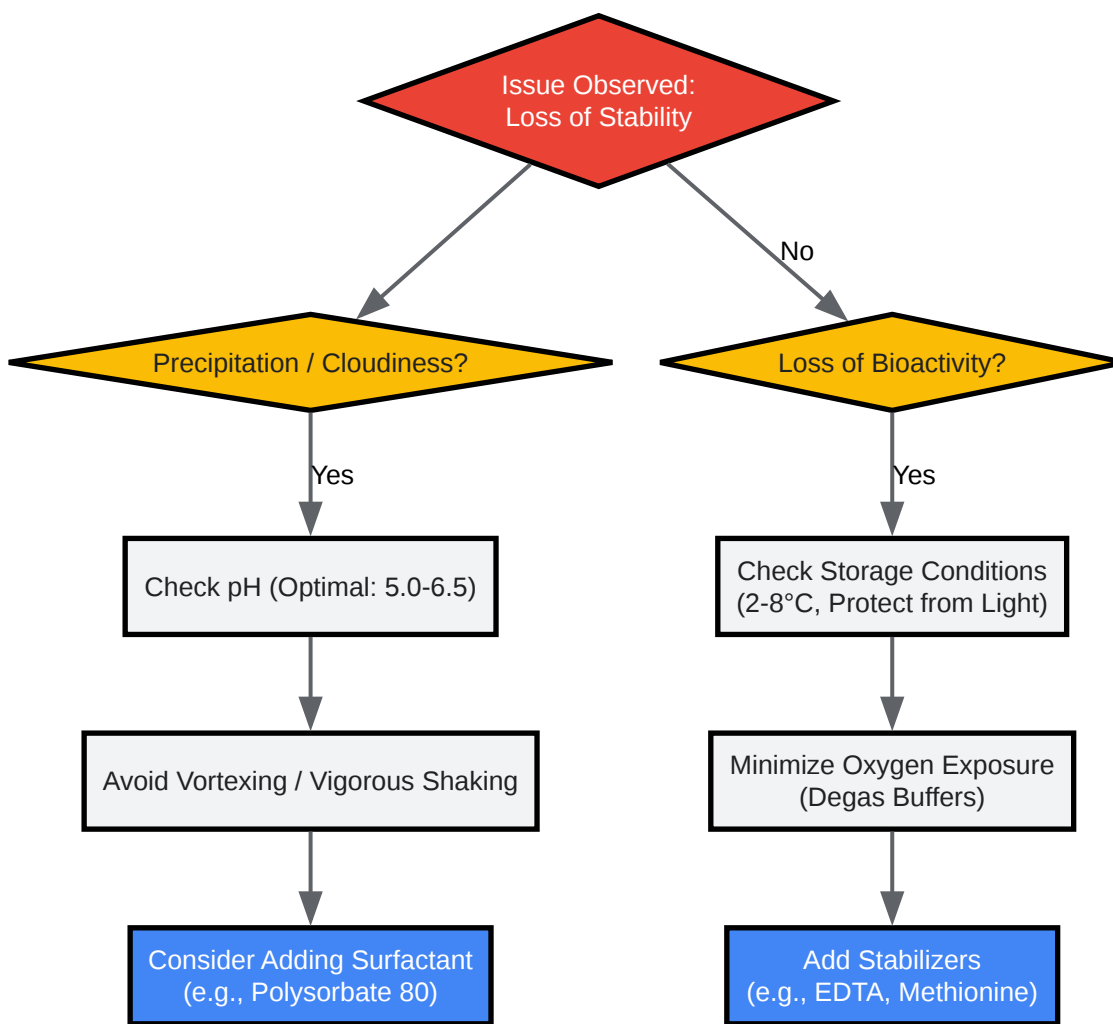 Issue Observed:
Loss of Stability
No
Precipitation / Cloudiness?
Loss of Bioactivity?
Yes
Yes
Check pH (Optimal: 5.0-6.5)
Check Storage Conditions
(2-8°C, Protect from Light)
Avoid Vortexing / Vigorous Shaking
Minimize Oxygen Exposure
(Degas Buffers)
Consider Adding Surfactant
(e.g., Polysorbate 80)
Add Stabilizers
(e.g., EDTA, Methionine)